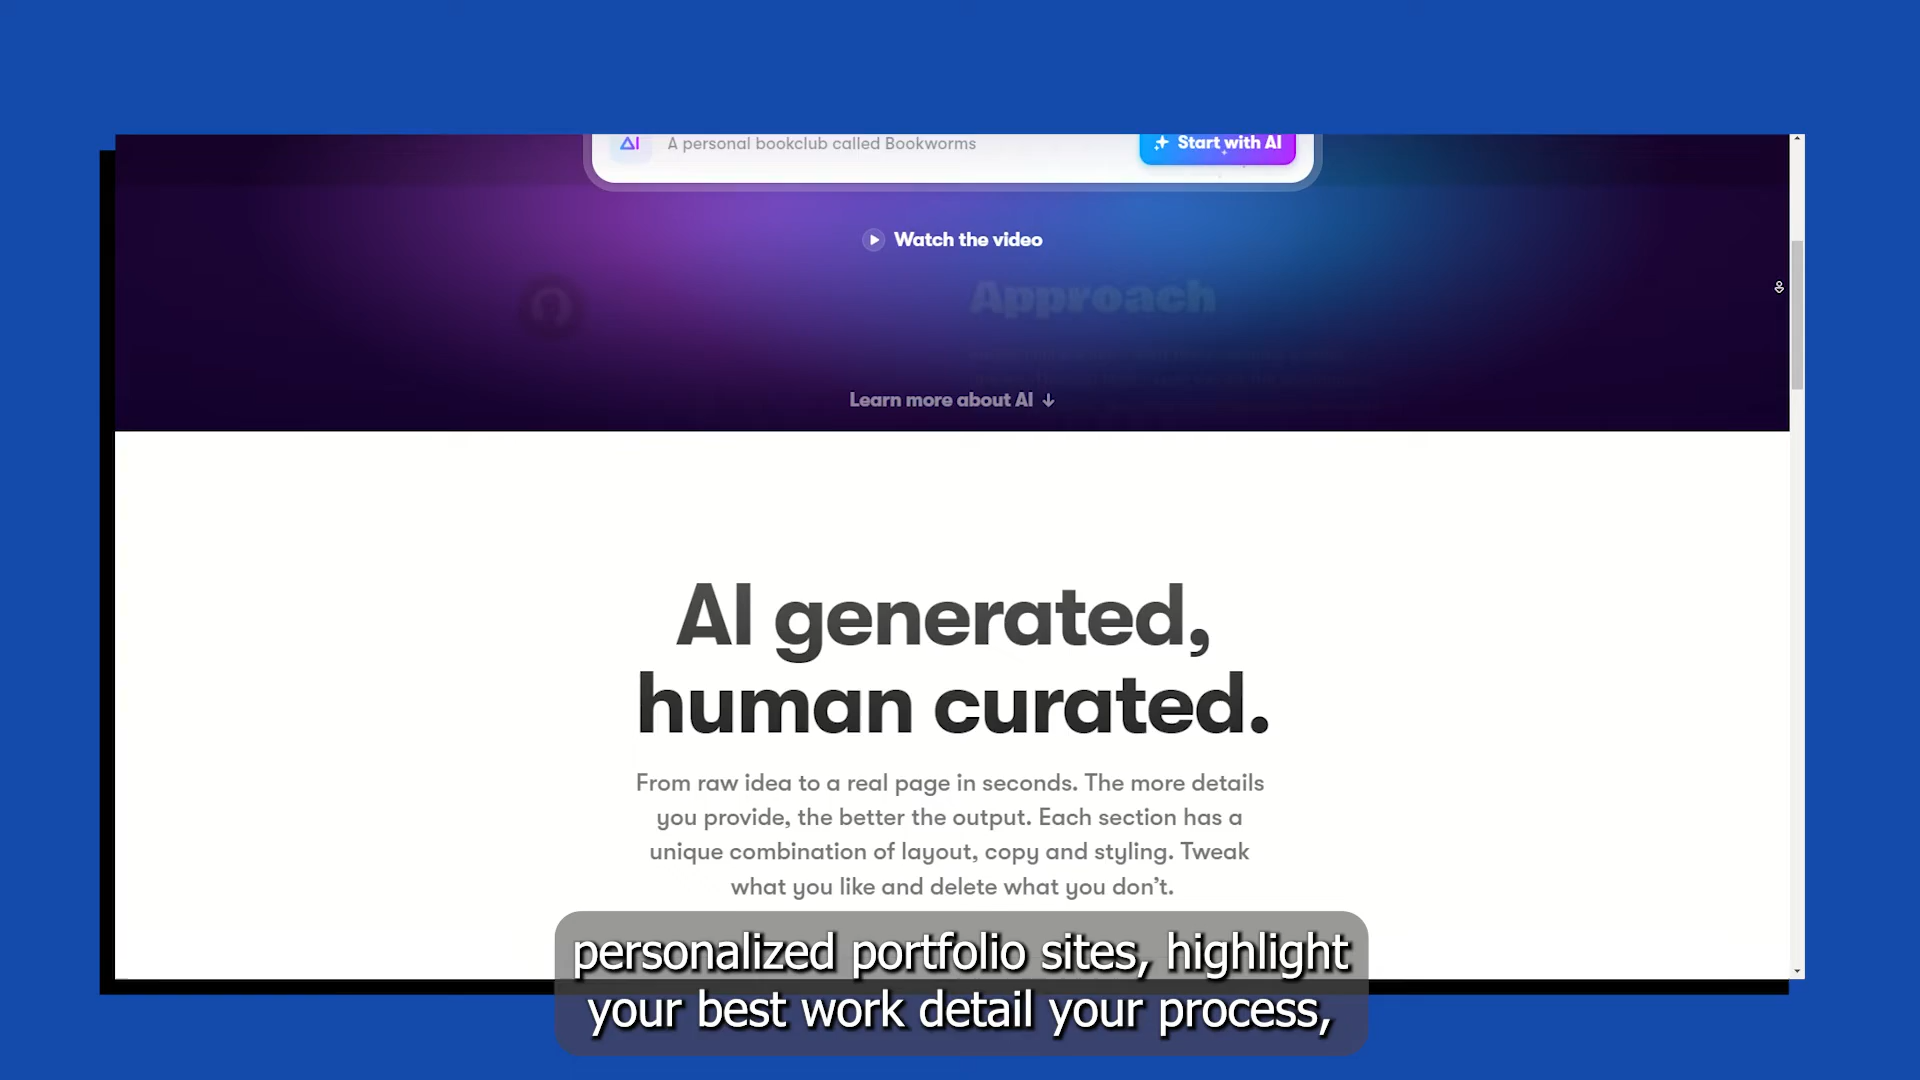 AI A personal bookclub called Bookworms Start with AI
Watch the video
Approach
Learn more about AI ↓
AI generated,
human curated.
From raw idea to a real page in seconds. The more details
you provide, the better the output. Each section has a
unique combination of layout, copy and styling. Tweak
what you like and delete what you don’t.
personalized portfolio sites, highlight
your best work detail your process,